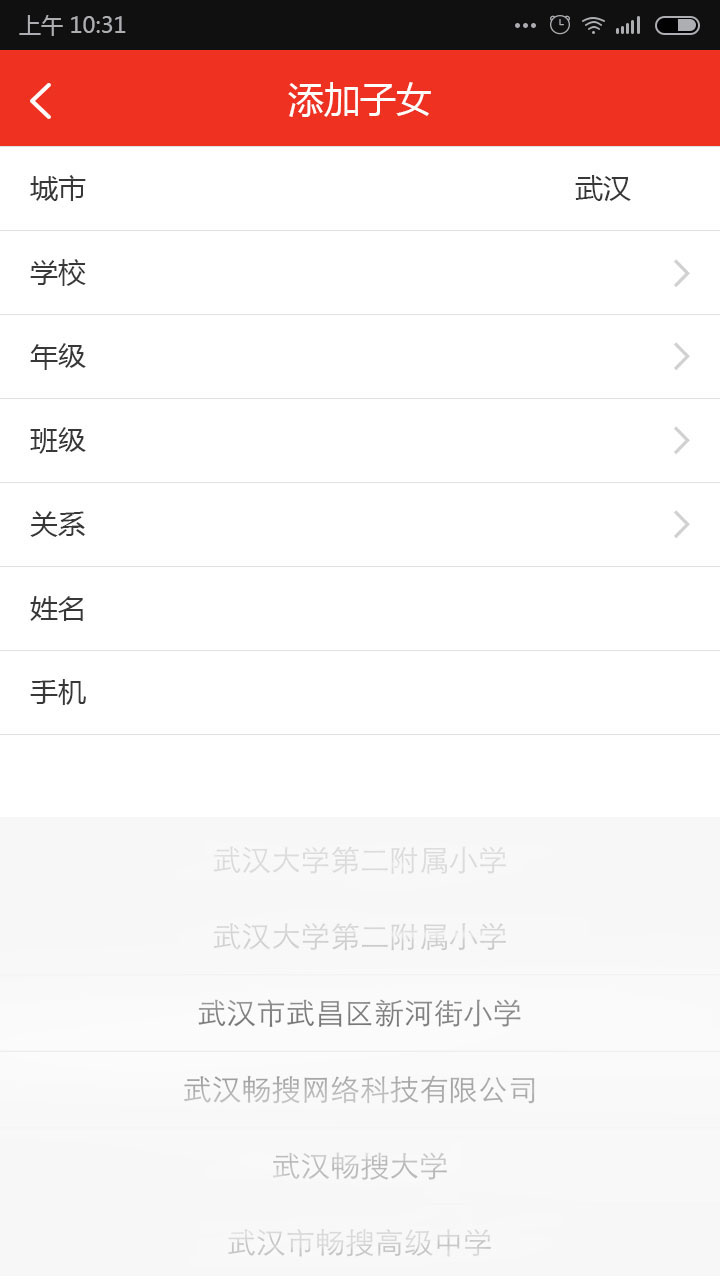 上午 10:31
添加子女
城市 武汉
学校
年级
班级
关系
姓名
手机
武汉大学第二附属小学
武汉大学第二附属小学
武汉市武昌区新河街小学
武汉畅搜网络科技有限公司
武汉畅搜大学
武汉市畅搜高级中学